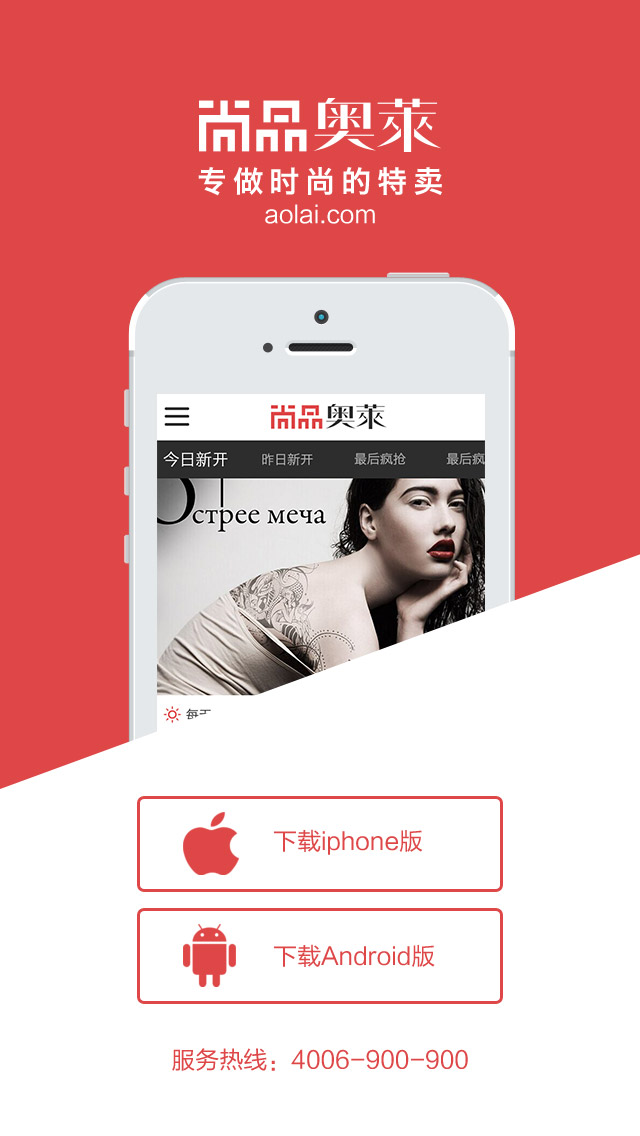 尚品奥莱
专做时尚的特卖
aolai.com
尚品奥莱
今日新开 昨日新开 最后疯抢 最后疯
Острее меча
下载iphone版
下载Android版
服务热线：4006-900-900